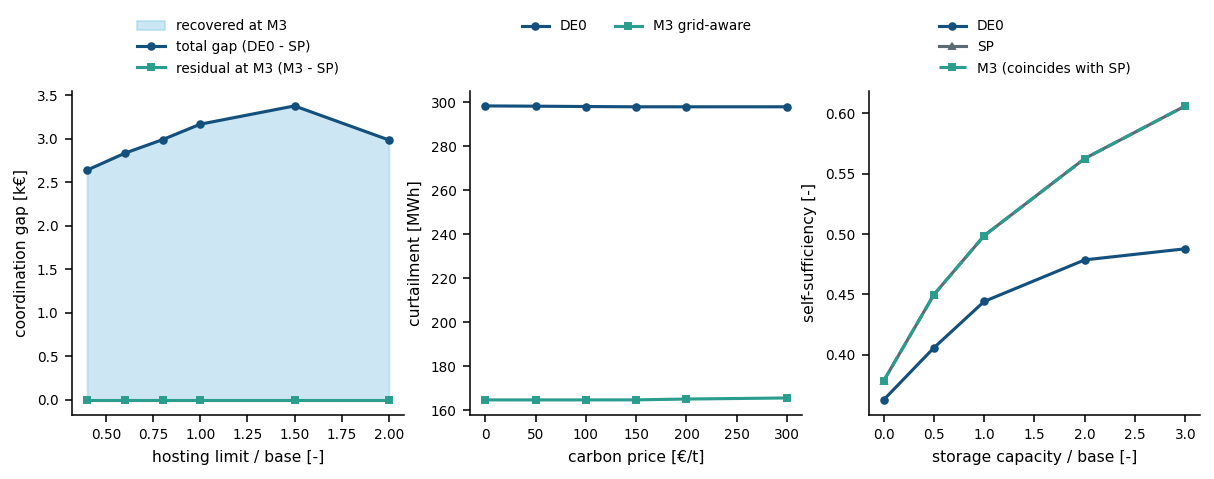 recovered at M3
total gap (DE0 - SP)
residual at M3 (M3 - SP)
coordination gap [k€]
3.5
3.0
2.5
2.0
1.5
1.0
0.5
0.0
0.50 0.75 1.00 1.25 1.50 1.75 2.00
hosting limit / base [-]
DE0 M3 grid-aware
curtailment [MWh]
300
280
260
240
220
200
180
160
0 50 100 150 200 250 300
carbon price [€/t]
DE0
SP
M3 (coincides with SP)
self-sufficiency [-]
0.60
0.55
0.50
0.45
0.40
0.0 0.5 1.0 1.5 2.0 2.5 3.0
storage capacity / base [-]